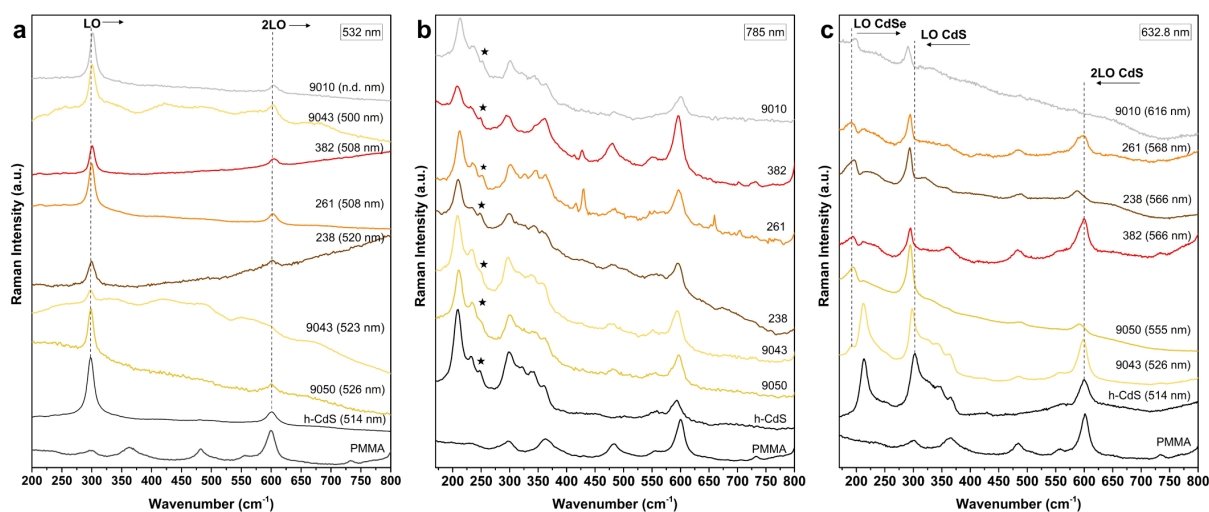 a
LO
2LO
532 nm
9010 (n.d. nm)
9043 (500 nm)
382 (508 nm)
261 (508 nm)
238 (520 nm)
9043 (523 nm)
9050 (526 nm)
h-CdS (514 nm)
PMMA
Raman Intensity (a.u.)
200 300 400 500 600 700 800
Wavenumber (cm⁻¹)
b
785 nm
9010
382
261
238
9043
9050
h-CdS
PMMA
Raman Intensity (a.u.)
200 250 300 350 400 450 500 550 600 650 700 750 800
Wavenumber (cm⁻¹)
c
LO CdSe
LO CdS
632.8 nm
2LO CdS
9010 (616 nm)
261 (568 nm)
238 (566 nm)
382 (566 nm)
9050 (555 nm)
9043 (526 nm)
h-CdS (514 nm)
PMMA
Raman Intensity (a.u.)
200 250 300 350 400 450 500 550 600 650 700 750 800
Wavenumber (cm⁻¹)